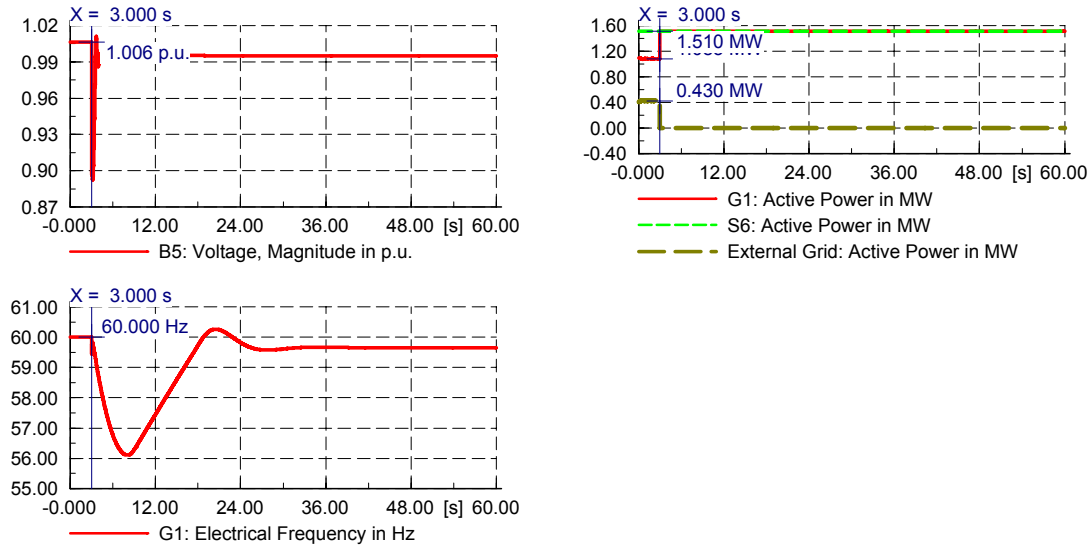 X = 3.000 s
1.02
1.006 p.u.
0.99
0.96
0.93
0.90
0.87
-0.000 12.00 24.00 36.00 48.00 [s] 60.00
B5: Voltage, Magnitude in p.u.
X = 3.000 s
1.60
1.510 MW
1.20
0.80
0.430 MW
0.40
0.00
-0.40
-0.000 12.00 24.00 36.00 48.00 [s] 60.00
G1: Active Power in MW
S6: Active Power in MW
External Grid: Active Power in MW
X = 3.000 s
61.00
60.000 Hz
60.00
59.00
58.00
57.00
56.00
55.00
-0.000 12.00 24.00 36.00 48.00 [s] 60.00
G1: Electrical Frequency in Hz